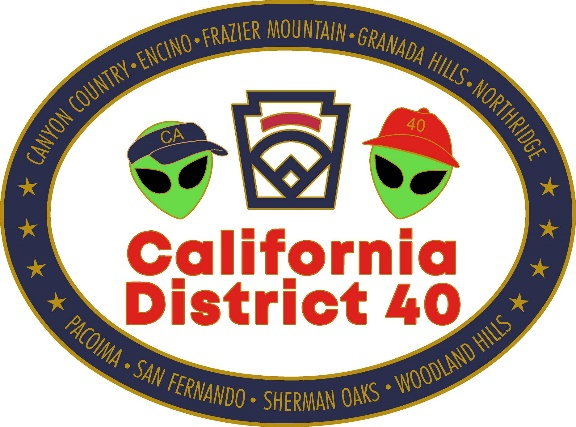 CANYON COUNTRY • ENCINO • FRAZIER MOUNTAIN • GRANADA HILLS • NORTHRIDGE
CA
40
California
District 40
PACOIMA • SAN FERNANDO • SHERMAN OAKS • WOODLAND HILLS